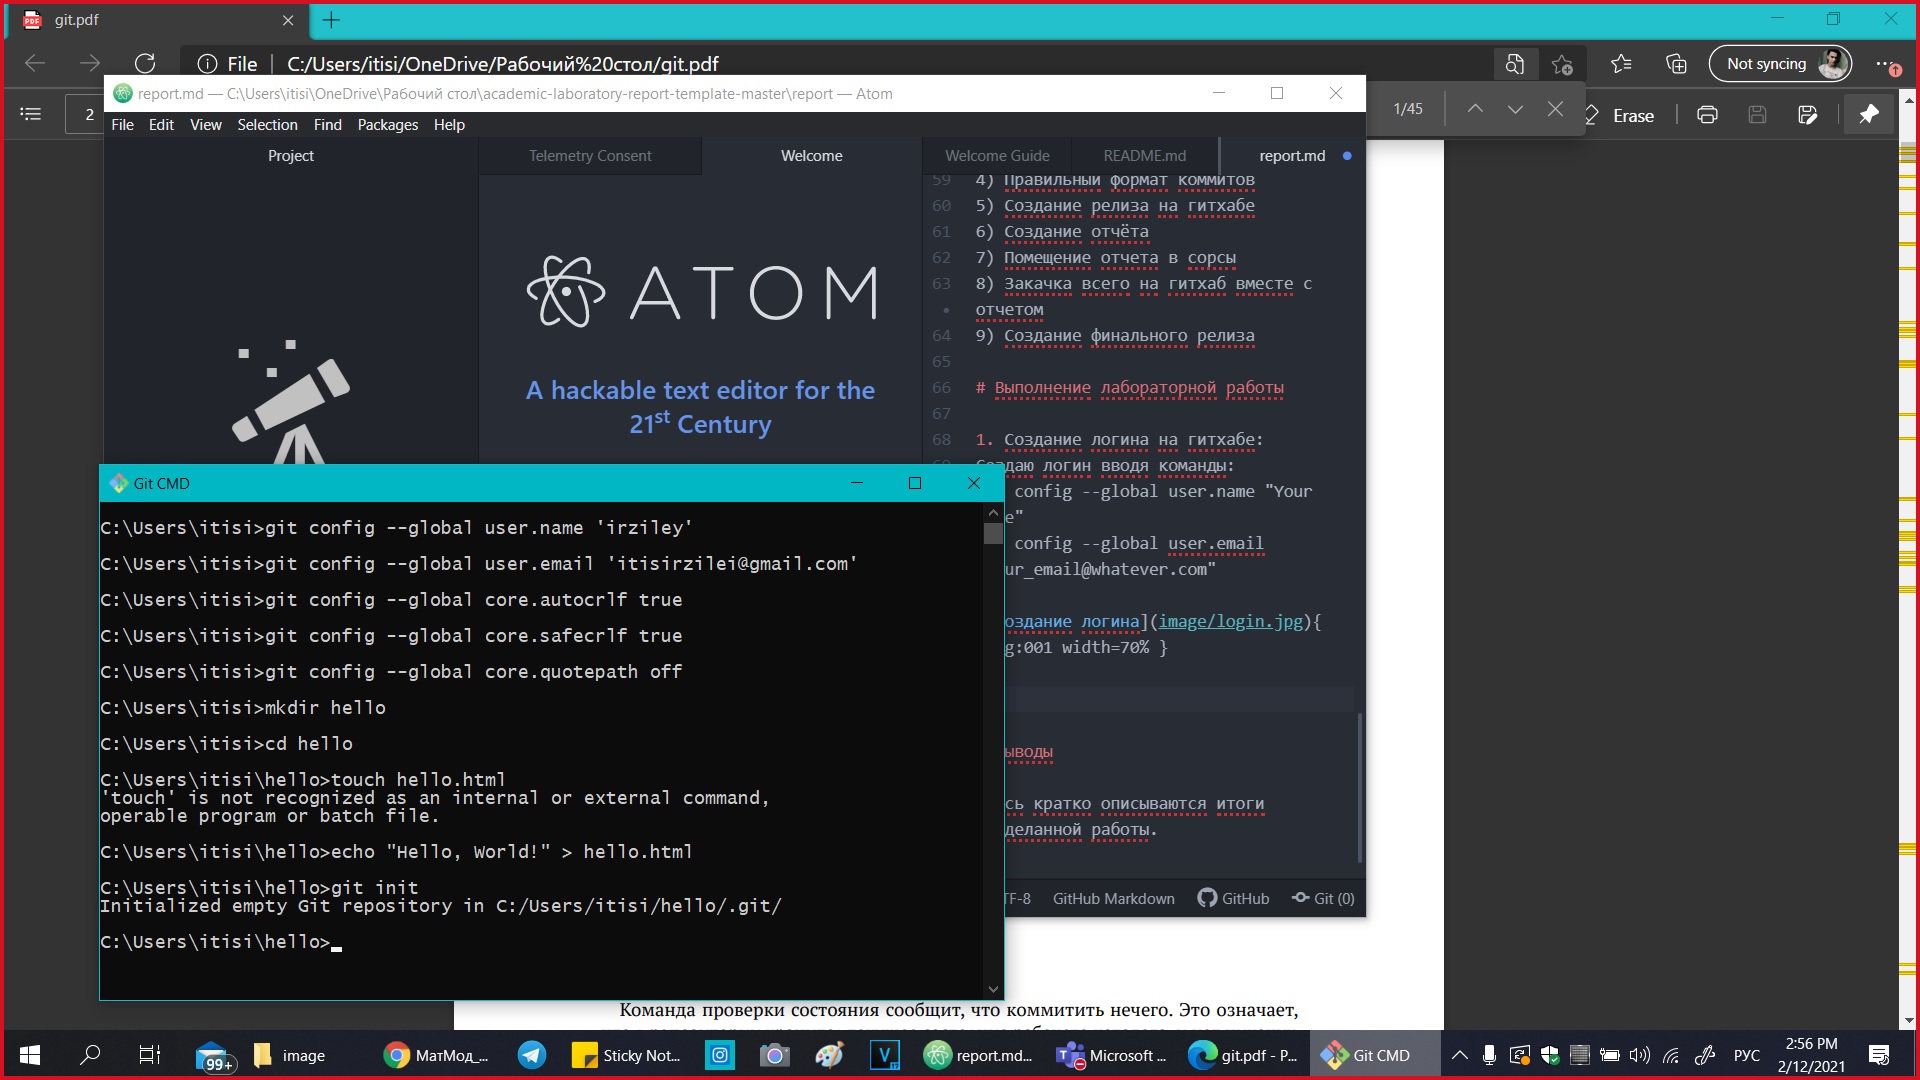 git.pdf
File
C:/Users/itisi/OneDrive/Рабочий%20стол/git.pdf
Not syncing
report.md — C:\Users\itisi\OneDrive\Рабочий стол\academic-laboratory-report-template-master\report — Atom
2
1/45
Erase
File Edit View Selection Find Packages Help
Project
Telemetry Consent
Welcome
Welcome Guide
README.md
report.md
ATOM
A hackable text editor for the
21st Century
59 4) Правильный формат коммитов
60 5) Создание релиза на гитхабе
61 6) Создание отчёта
62 7) Помещение отчета в сорсы
63 8) Закачка всего на гитхаб вместе с
отчетом
64 9) Создание финального релиза
65
66 # Выполнение лабораторной работы
67
68 1. Создание логина на гитхабе:
даю логин вводя команды:
config --global user.name "Your
e"
config --global user.email
ur_email@whatever.com"
оздание логина](image/login.jpg){
g:001 width=70% }
ыводы
сь кратко описываются итоги
деланной работы.
TF-8
GitHub Markdown
GitHub
Git (0)
Git CMD
C:\Users\itisi>git config --global user.name 'irziley'
C:\Users\itisi>git config --global user.email 'itisirzilei@gmail.com'
C:\Users\itisi>git config --global core.autocrlf true
C:\Users\itisi>git config --global core.safecrlf true
C:\Users\itisi>git config --global core.quotepath off
C:\Users\itisi>mkdir hello
C:\Users\itisi>cd hello
C:\Users\itisi\hello>touch hello.html
'touch' is not recognized as an internal or external command,
operable program or batch file.
C:\Users\itisi\hello>echo "Hello, World!" > hello.html
C:\Users\itisi\hello>git init
Initialized empty Git repository in C:/Users/itisi/hello/.git/
C:\Users\itisi\hello>
Команда проверки состояния сообщит, что коммитить нечего. Это означает,
99+
image
МатМод_...
Sticky Not...
report.md...
Microsoft ...
git.pdf - P...
Git CMD
РУС
2:56 PM
2/12/2021